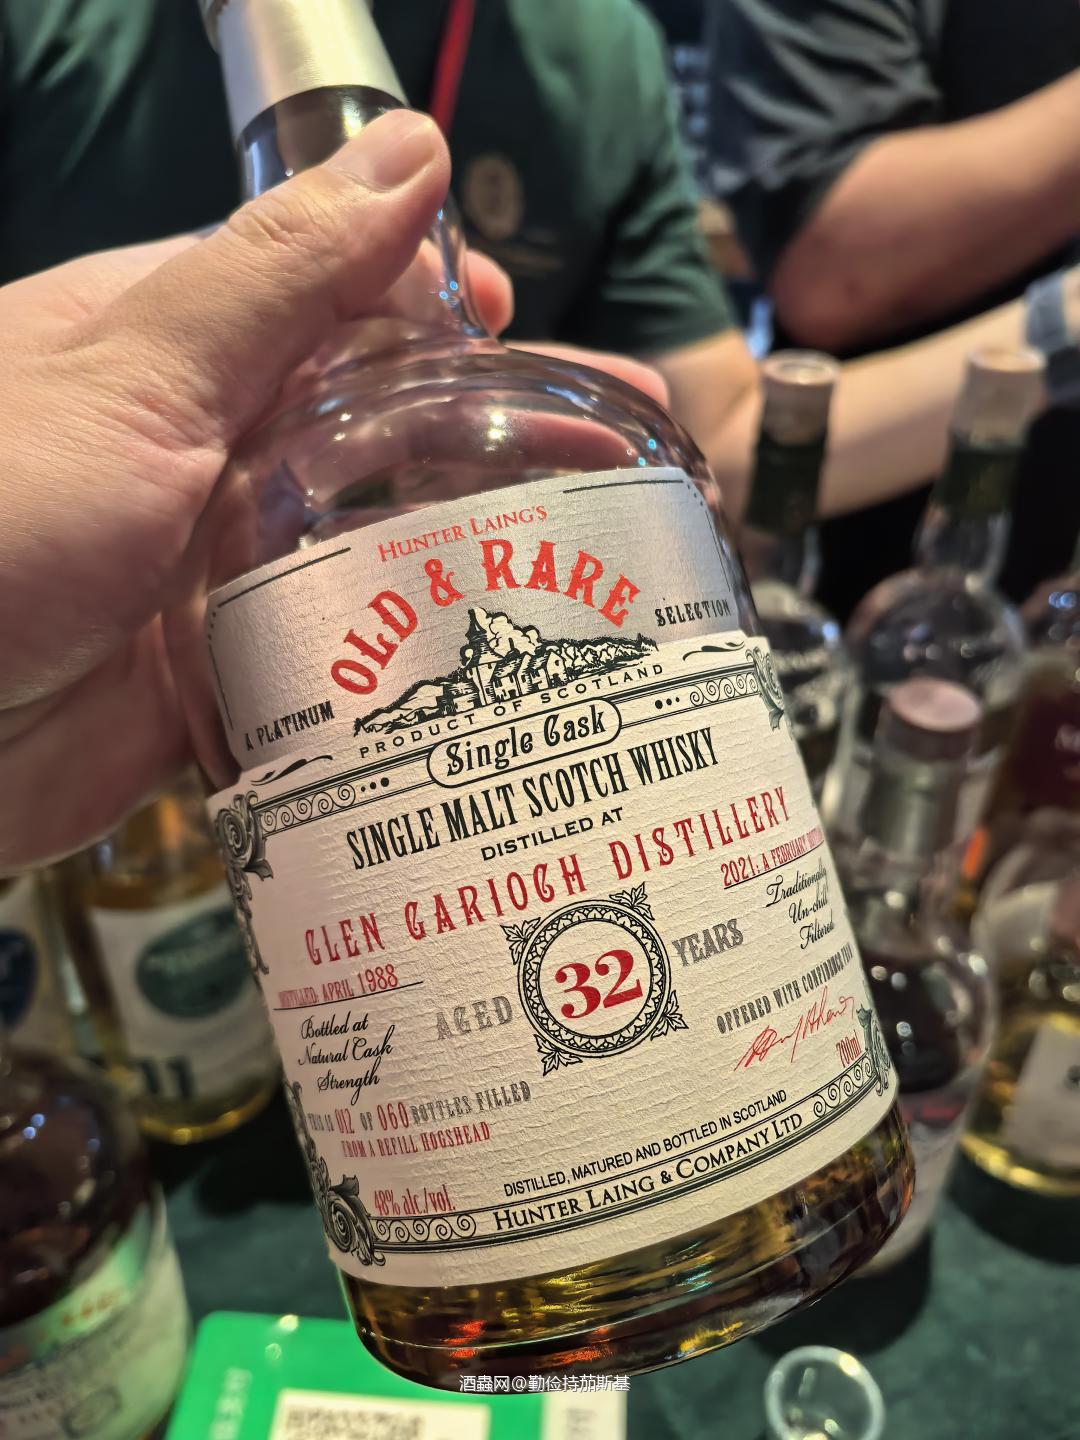 HUNTER LAING'S
OLD & RARE
A PLATINUM
SELECTION
PRODUCT OF SCOTLAND
Single Cask
SINGLE MALT SCOTCH WHISKY
DISTILLED AT
GLEN GARIOCH DISTILLERY
DISTILLED: APRIL 1988
2021: A FEBRUARY
Bottled at
Natural Cask
Strength
AGED
32
YEARS
Traditionally
Un-chill
Filtered
OFFERED WITH CONFIDENCE FROM
700ml
THIS IS 012 OF 060 BOTTLES FILLED
FROM A REFILL HOGSHEAD
48% alc./vol.
DISTILLED, MATURED AND BOTTLED IN SCOTLAND
HUNTER LAING & COMPANY LTD
11
酒蟲网@勤俭持茄斯基